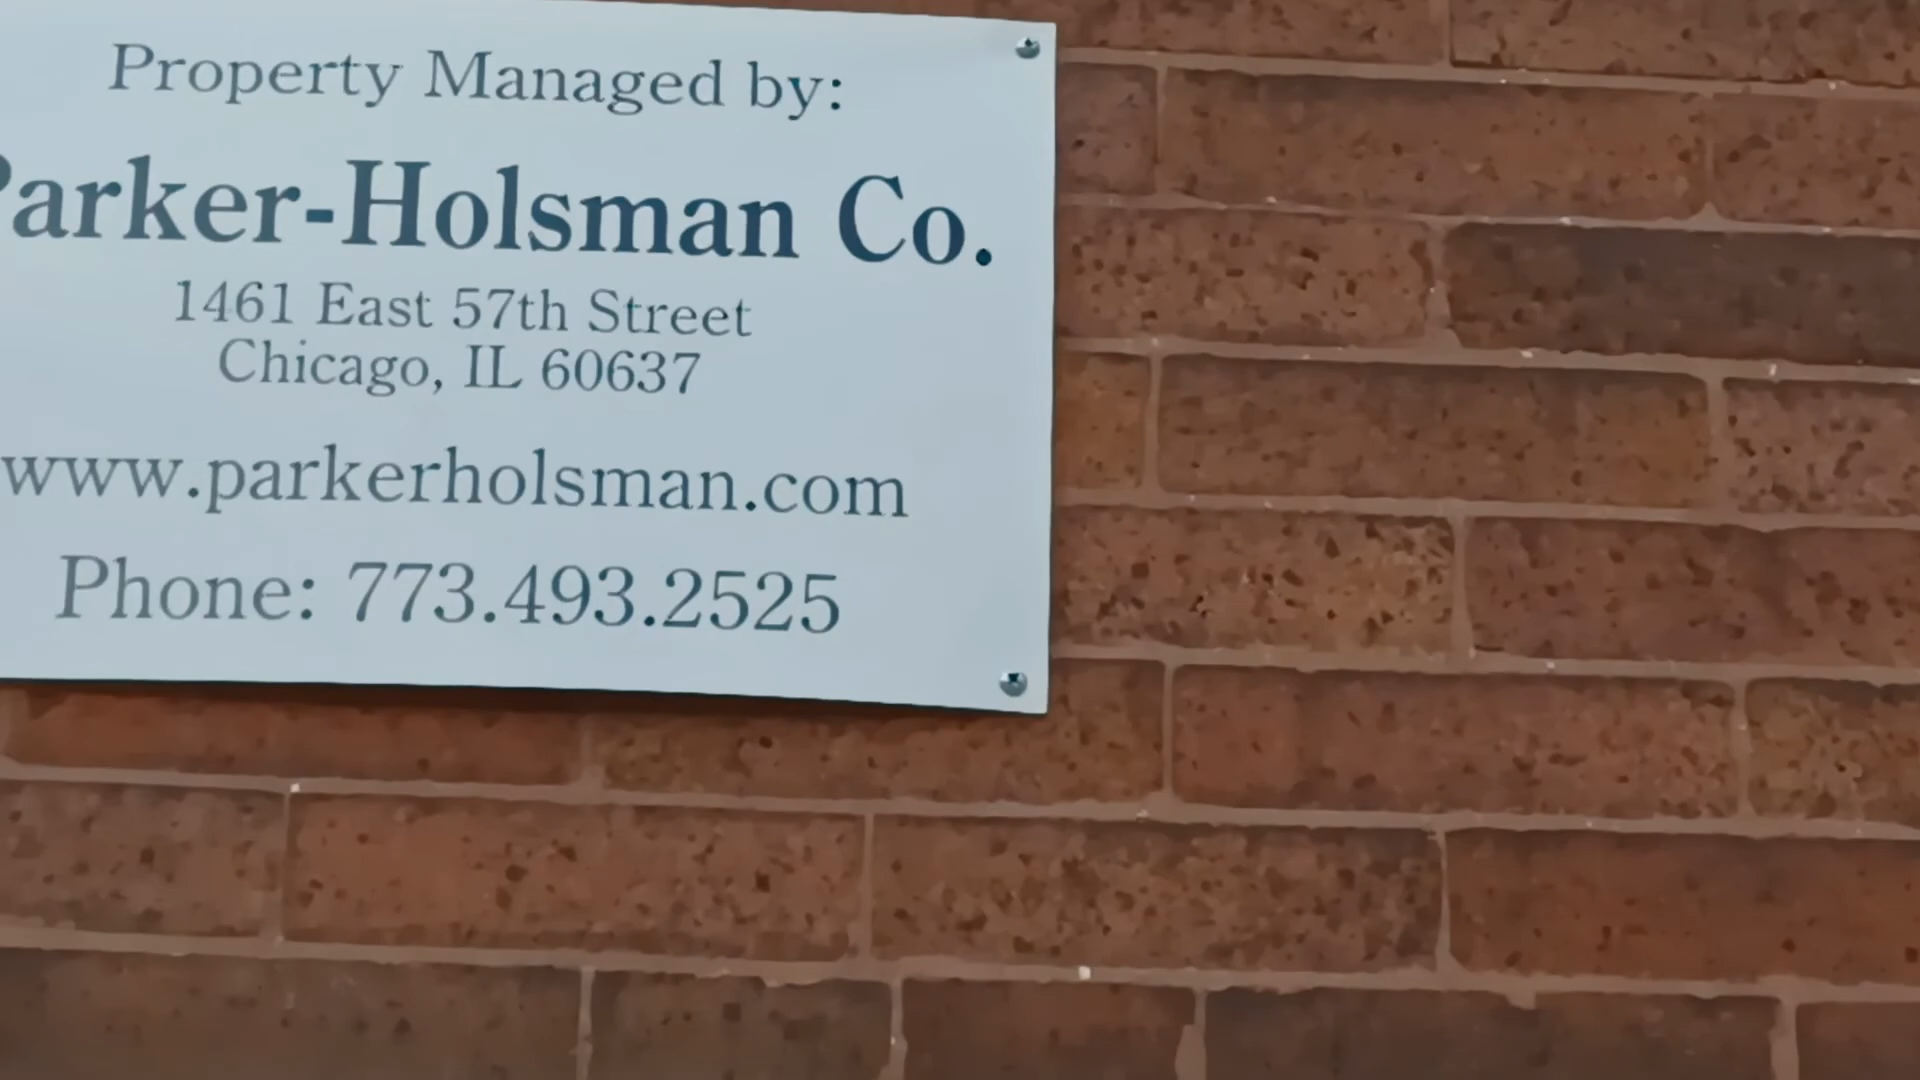 Property Managed by:
Parker-Holsman Co.
1461 East 57th Street
Chicago, IL 60637
www.parkerholsman.com
Phone: 773.493.2525